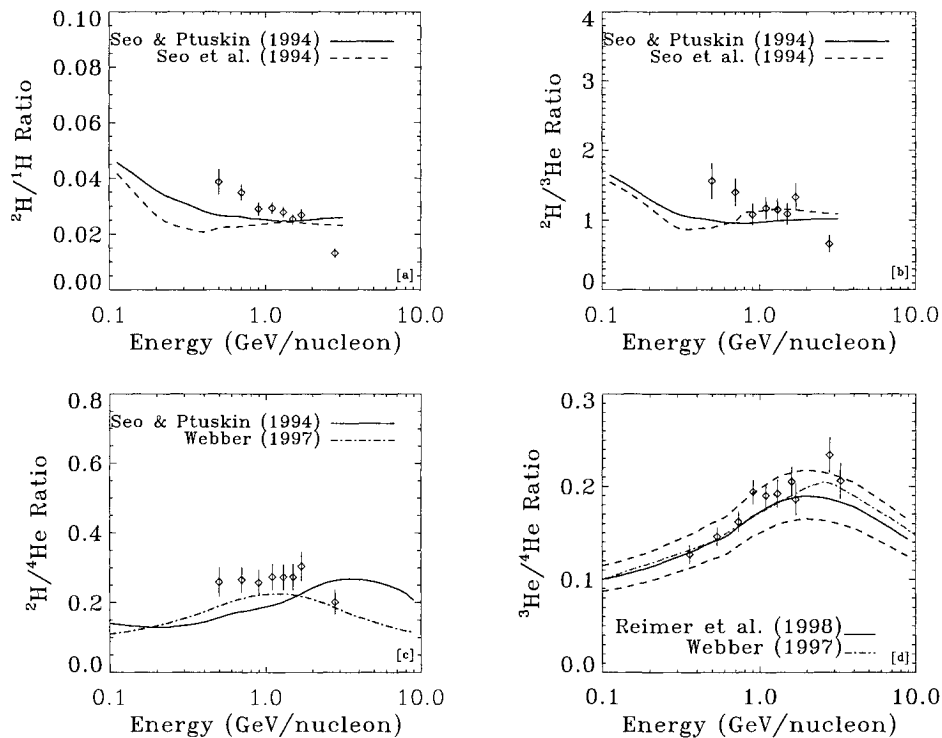 0.10
0.08
0.06
0.04
0.02
0.00
²H/¹H Ratio
Seo & Ptuskin (1994)
Seo et al. (1994)
[a]
0.1
1.0
10.0
Energy (GeV/nucleon)
4
3
2
1
0
²H/³He Ratio
Seo & Ptuskin (1994)
Seo et al. (1994)
[b]
0.1
1.0
10.0
Energy (GeV/nucleon)
0.8
0.6
0.4
0.2
0.0
²H/⁴He Ratio
Seo & Ptuskin (1994)
Webber (1997)
[c]
0.1
1.0
10.0
Energy (GeV/nucleon)
0.3
0.2
0.1
0.0
³He/⁴He Ratio
Reimer et al. (1998)
Webber (1997)
[d]
0.1
1.0
10.0
Energy (GeV/nucleon)